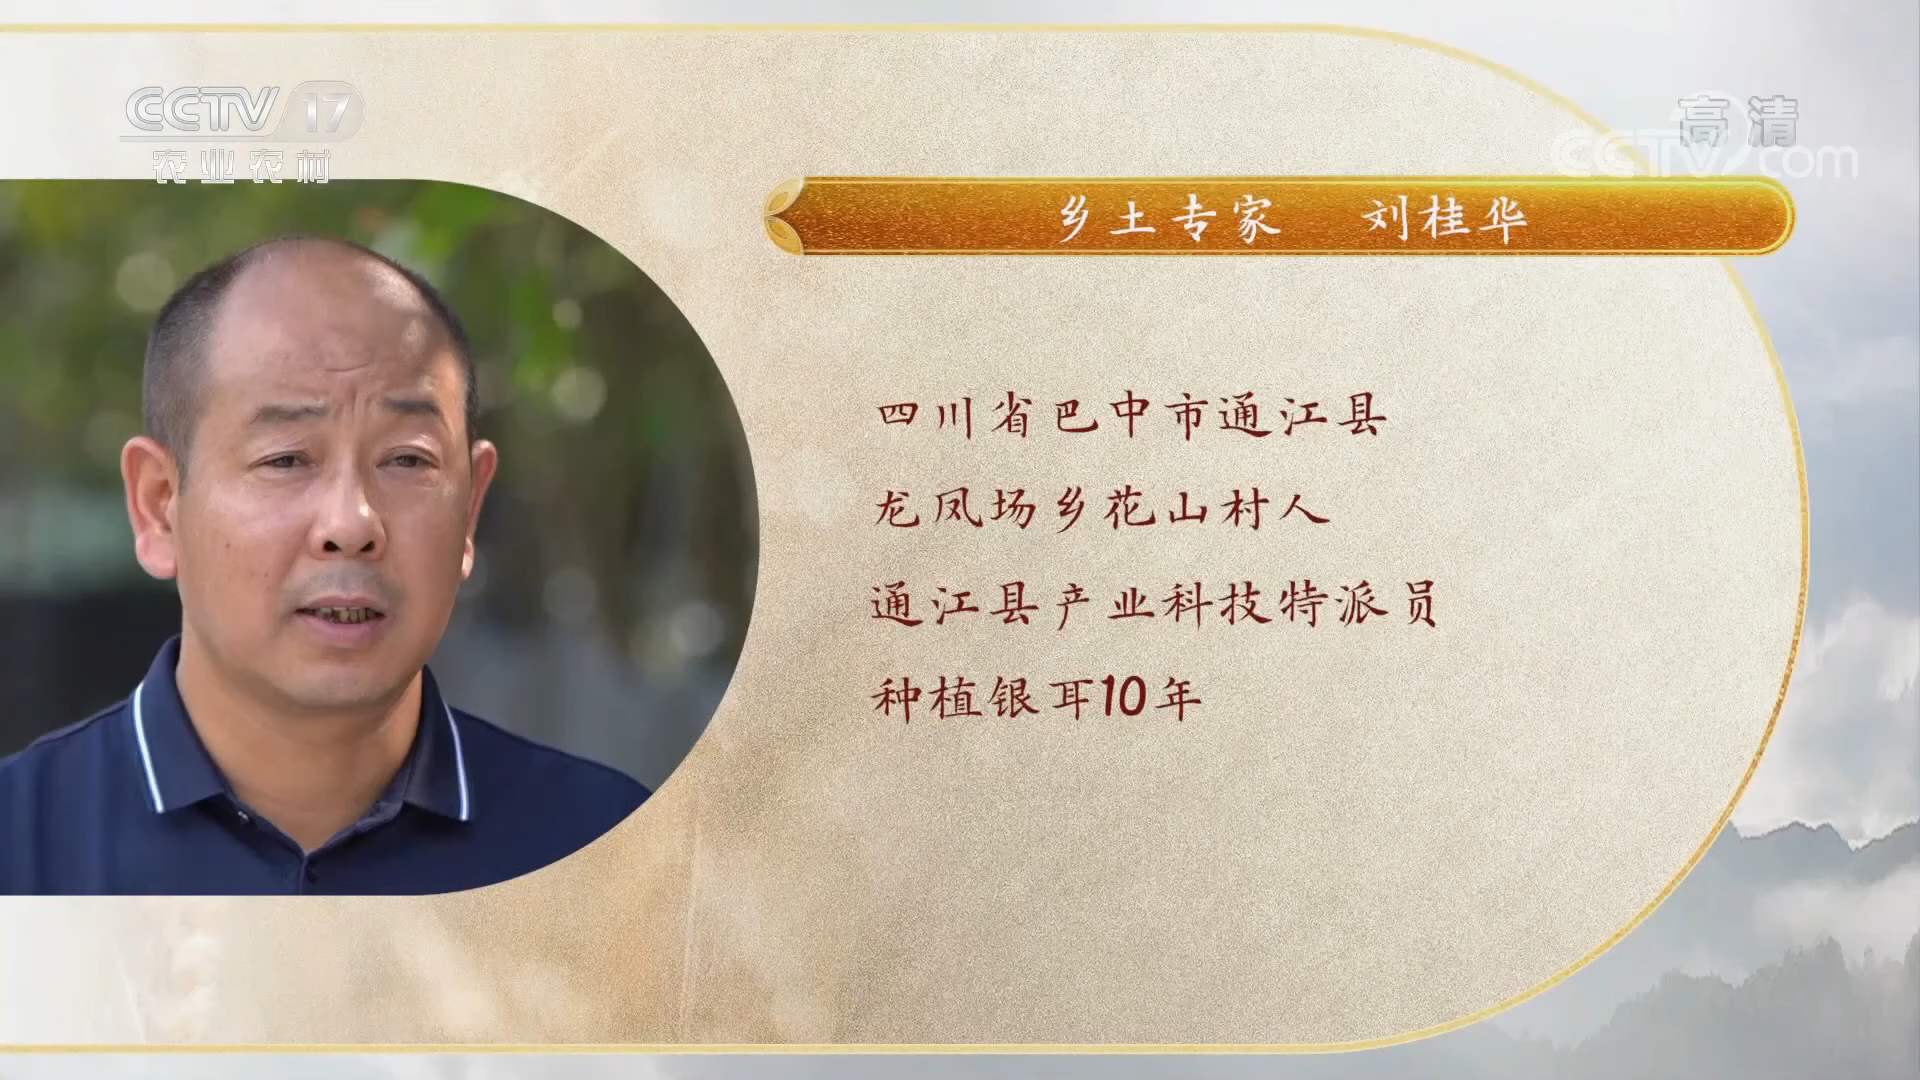 CCTV 17
农业农村
高清
CCTV.com
乡土专家 刘桂华
四川省巴中市通江县
龙凤场乡花山村人
通江县产业科技特派员
种植银耳10年